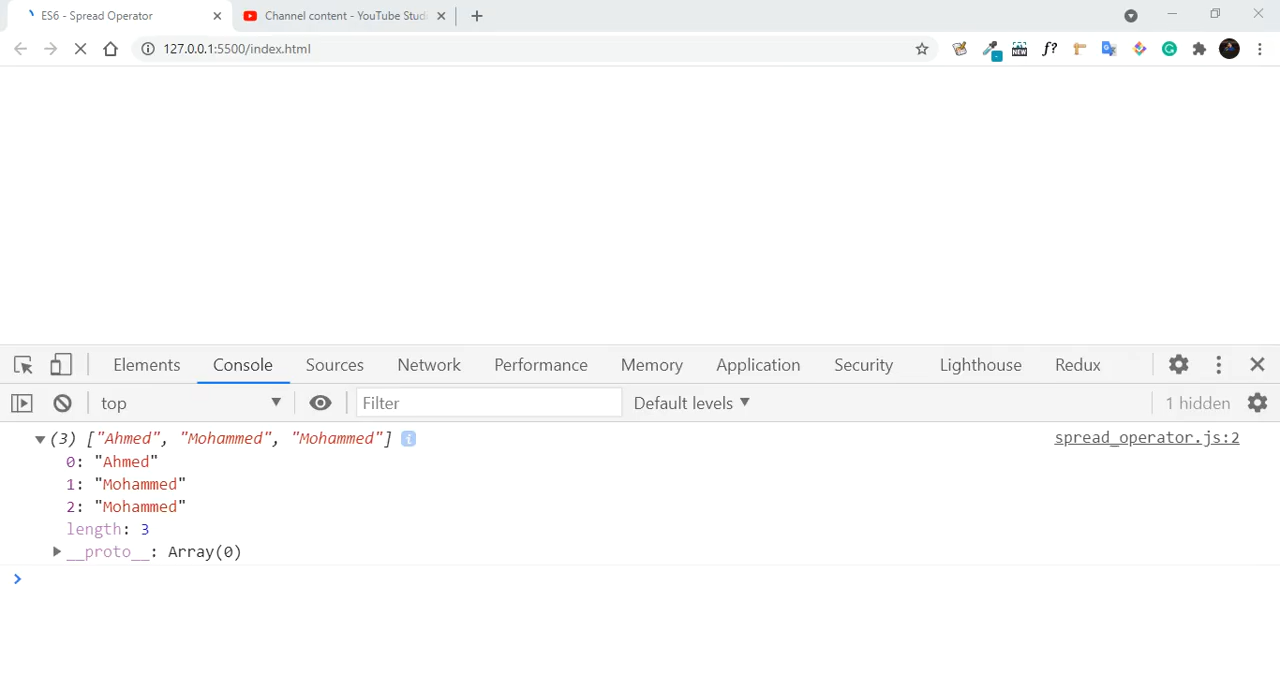 ES6 - Spread Operator
Channel content - YouTube Stud
127.0.0.1:5500/index.html
NEW
f?
Elements Console Sources Network Performance Memory Application Security Lighthouse Redux
top Filter Default levels 1 hidden
(3) ["Ahmed", "Mohammed", "Mohammed"] i spread_operator.js:2
0: "Ahmed"
1: "Mohammed"
2: "Mohammed"
length: 3
__proto__: Array(0)